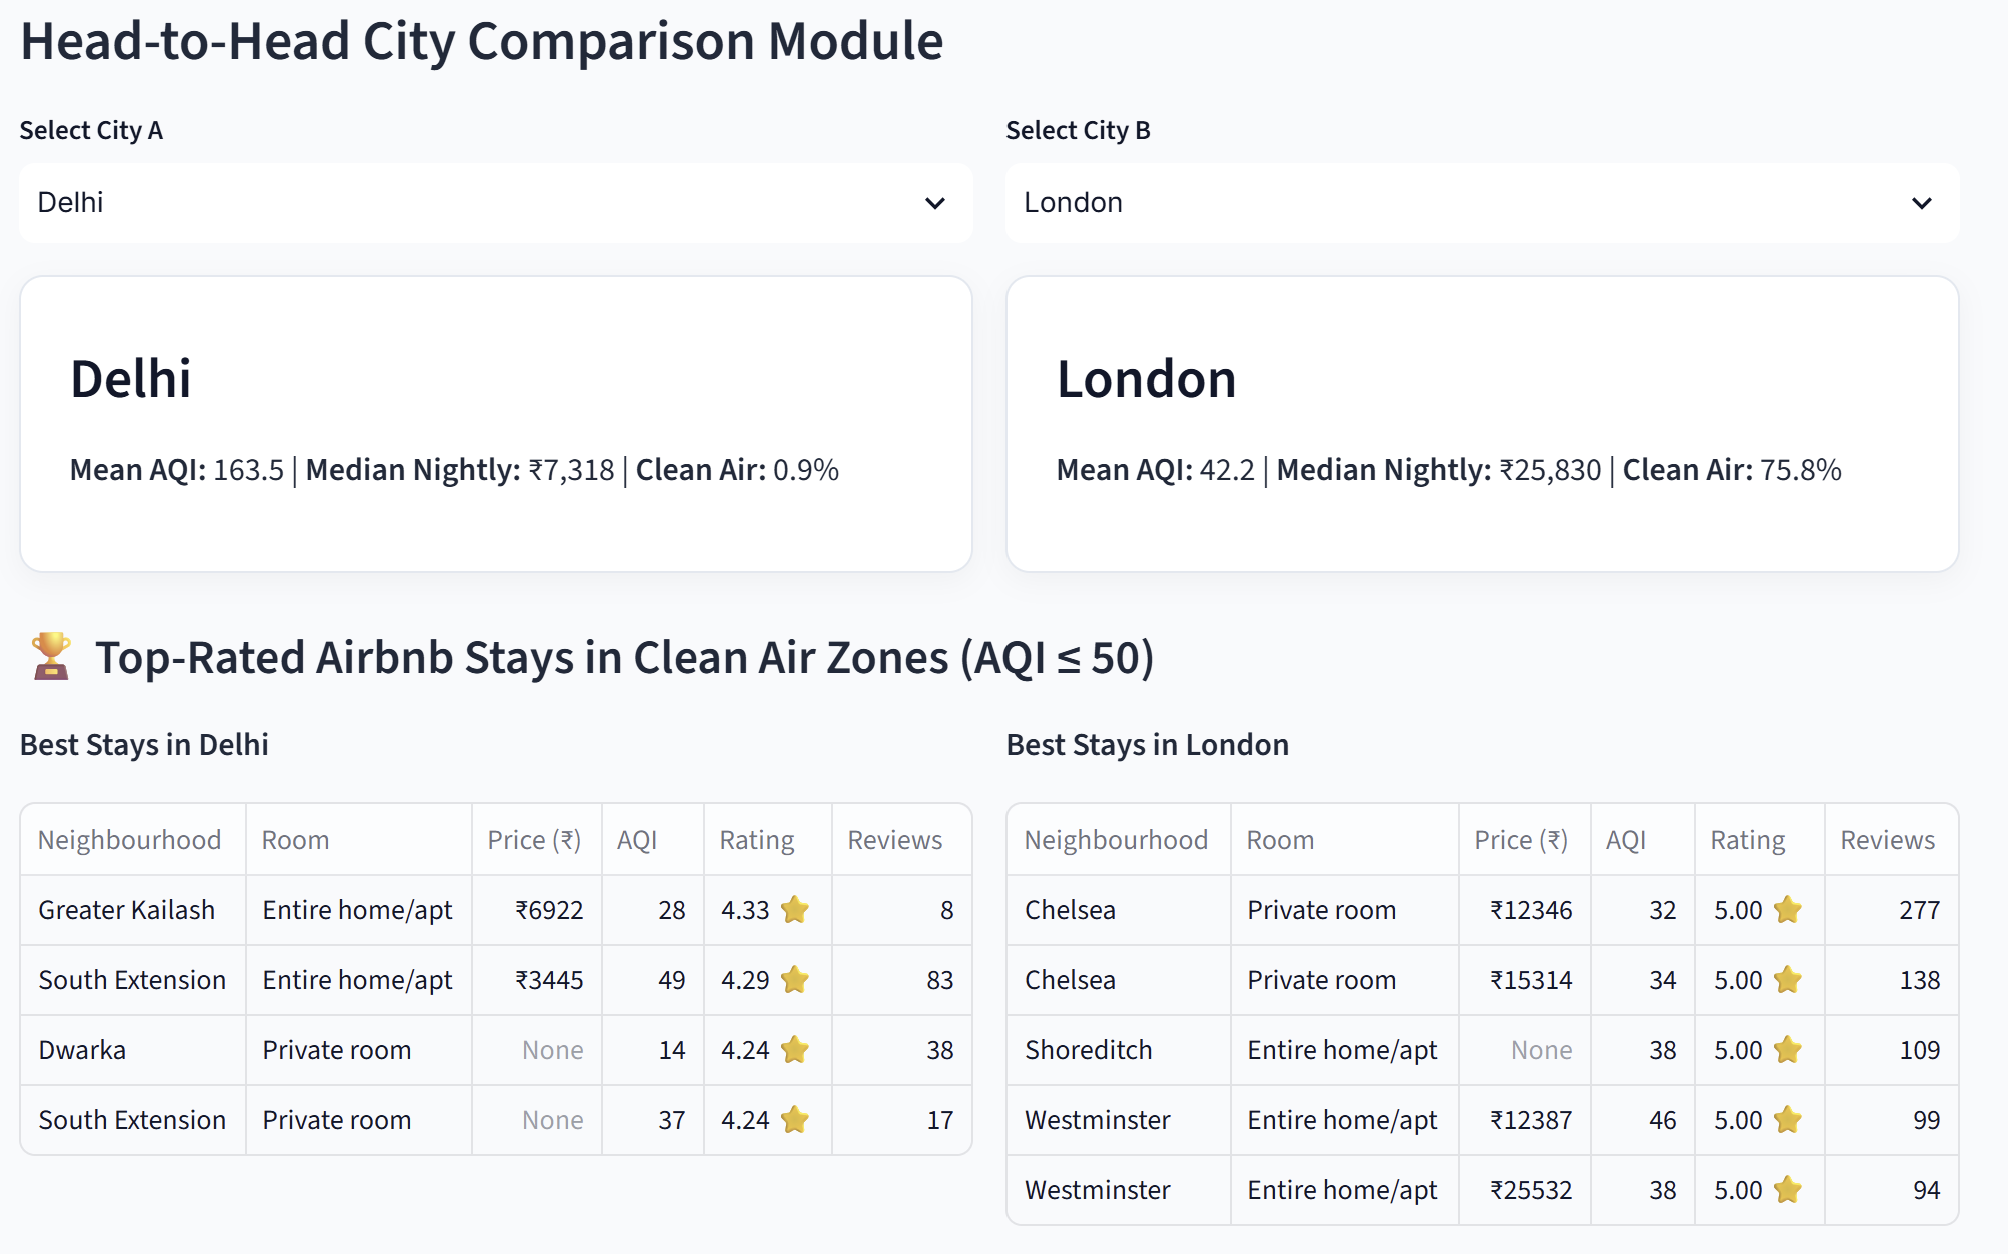 Head-to-Head City Comparison Module
Select City A
Select City B
Delhi
London
Delhi
Mean AQI: 163.5 | Median Nightly: ₹7,318 | Clean Air: 0.9%
London
Mean AQI: 42.2 | Median Nightly: ₹25,830 | Clean Air: 75.8%
🏆 Top-Rated Airbnb Stays in Clean Air Zones (AQI ≤ 50)
Best Stays in Delhi
Neighbourhood Room Price (₹) AQI Rating Reviews
Greater Kailash Entire home/apt ₹6922 28 4.33 ⭐ 8
South Extension Entire home/apt ₹3445 49 4.29 ⭐ 83
Dwarka Private room None 14 4.24 ⭐ 38
South Extension Private room None 37 4.24 ⭐ 17
Best Stays in London
Neighbourhood Room Price (₹) AQI Rating Reviews
Chelsea Private room ₹12346 32 5.00 ⭐ 277
Chelsea Private room ₹15314 34 5.00 ⭐ 138
Shoreditch Entire home/apt None 38 5.00 ⭐ 109
Westminster Entire home/apt ₹12387 46 5.00 ⭐ 99
Westminster Entire home/apt ₹25532 38 5.00 ⭐ 94